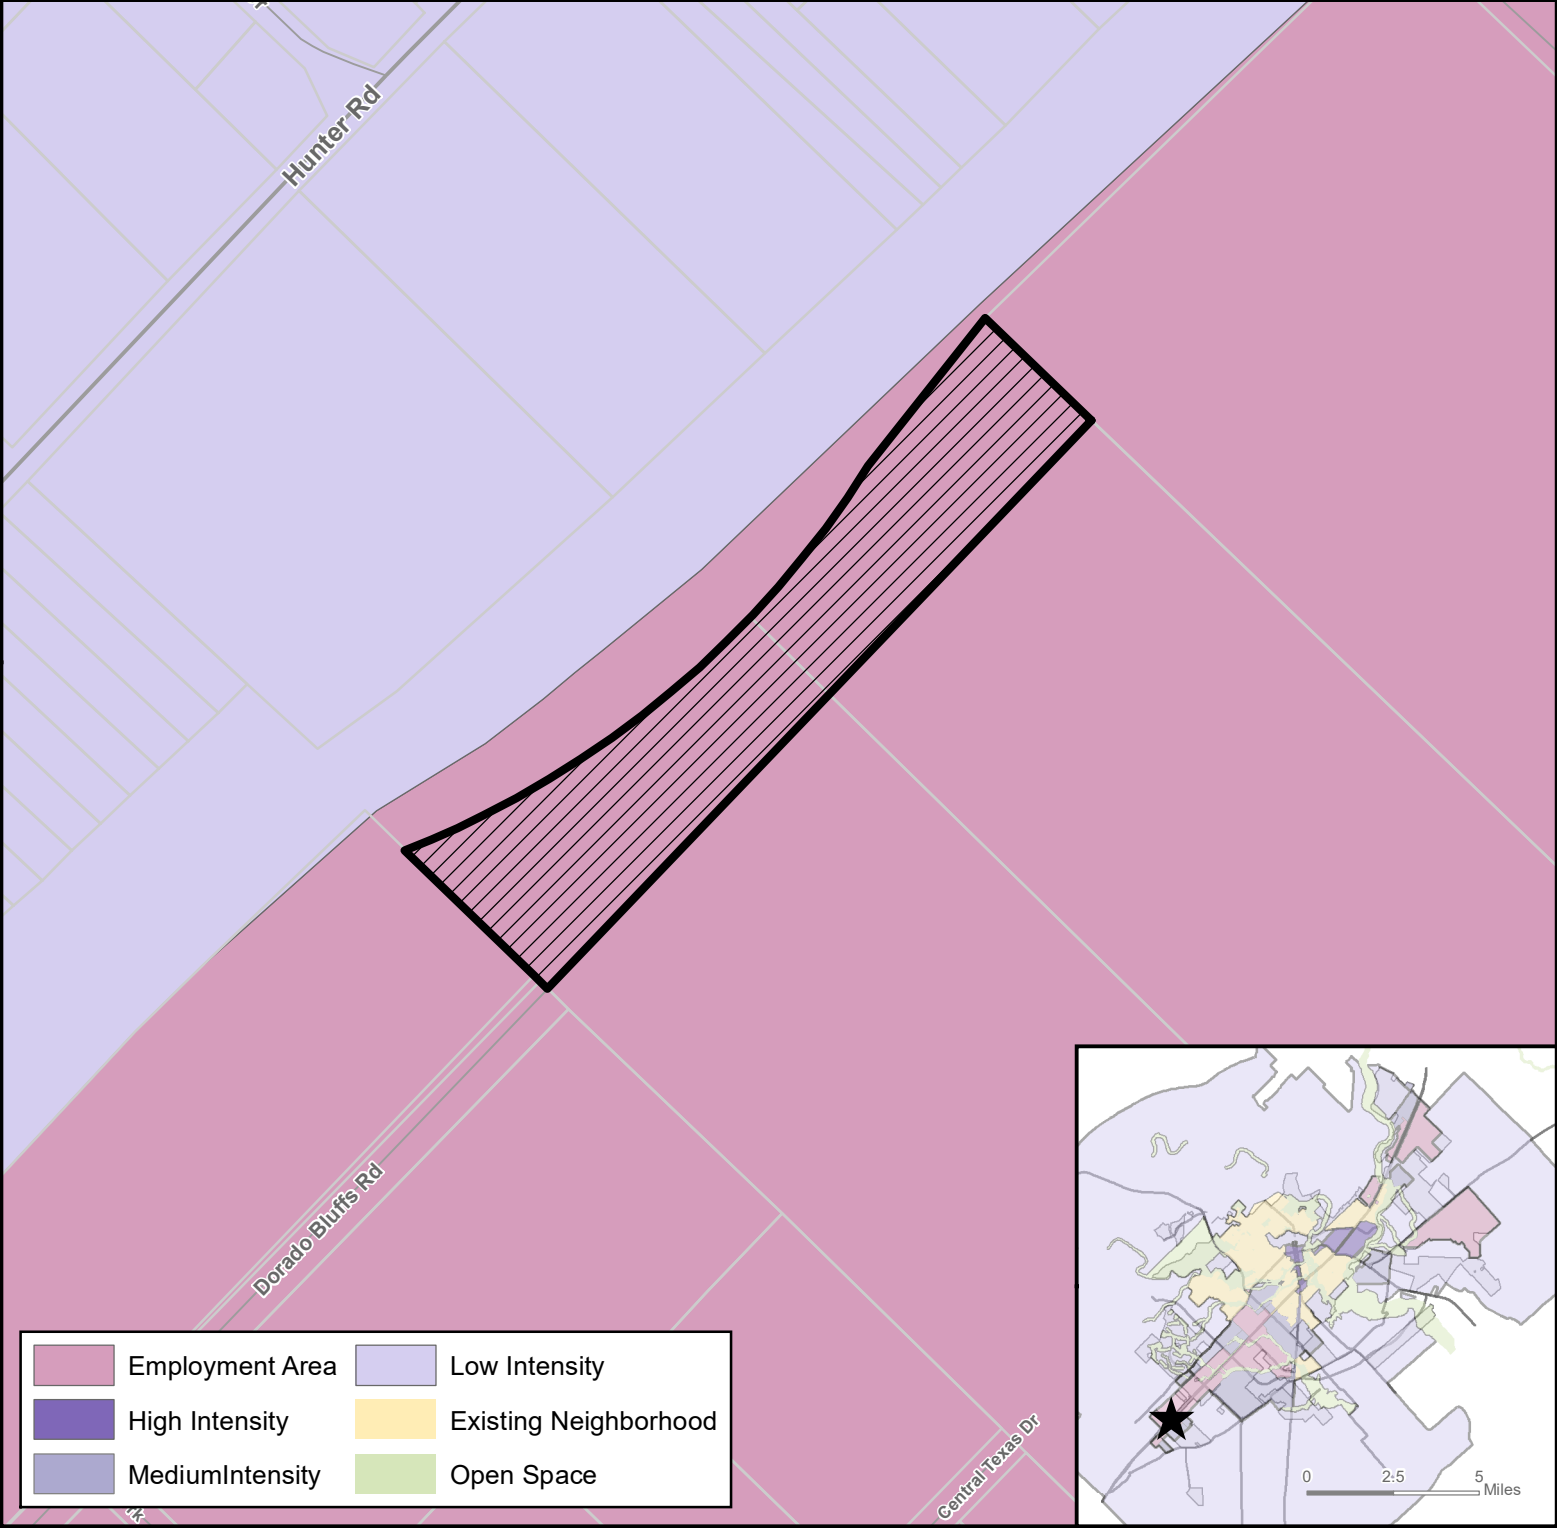 Hunter Rd
Dorado Bluffs Rd
Central Texas Dr
rk
Employment Area
Low Intensity
High Intensity
Existing Neighborhood
MediumIntensity
Open Space
0 2.5 5
Miles